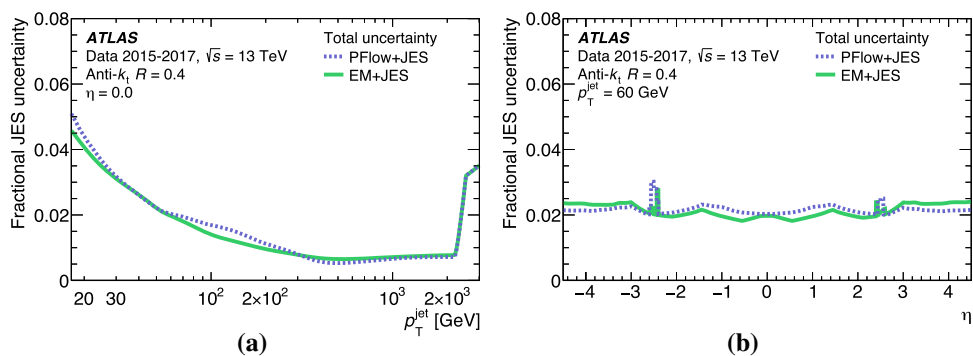 Fractional JES uncertainty
0.08
0.06
0.04
0.02
0
ATLAS
Data 2015-2017, √s = 13 TeV
Anti-kt R = 0.4
η = 0.0
Total uncertainty
PFlow+JES
EM+JES
20 30 10² 2×10² 10³ 2×10³
p_T^jet [GeV]
(a)
Fractional JES uncertainty
0.08
0.06
0.04
0.02
0
ATLAS
Data 2015-2017, √s = 13 TeV
Anti-kt R = 0.4
p_T^jet = 60 GeV
Total uncertainty
PFlow+JES
EM+JES
−4 −3 −2 −1 0 1 2 3 4
η
(b)